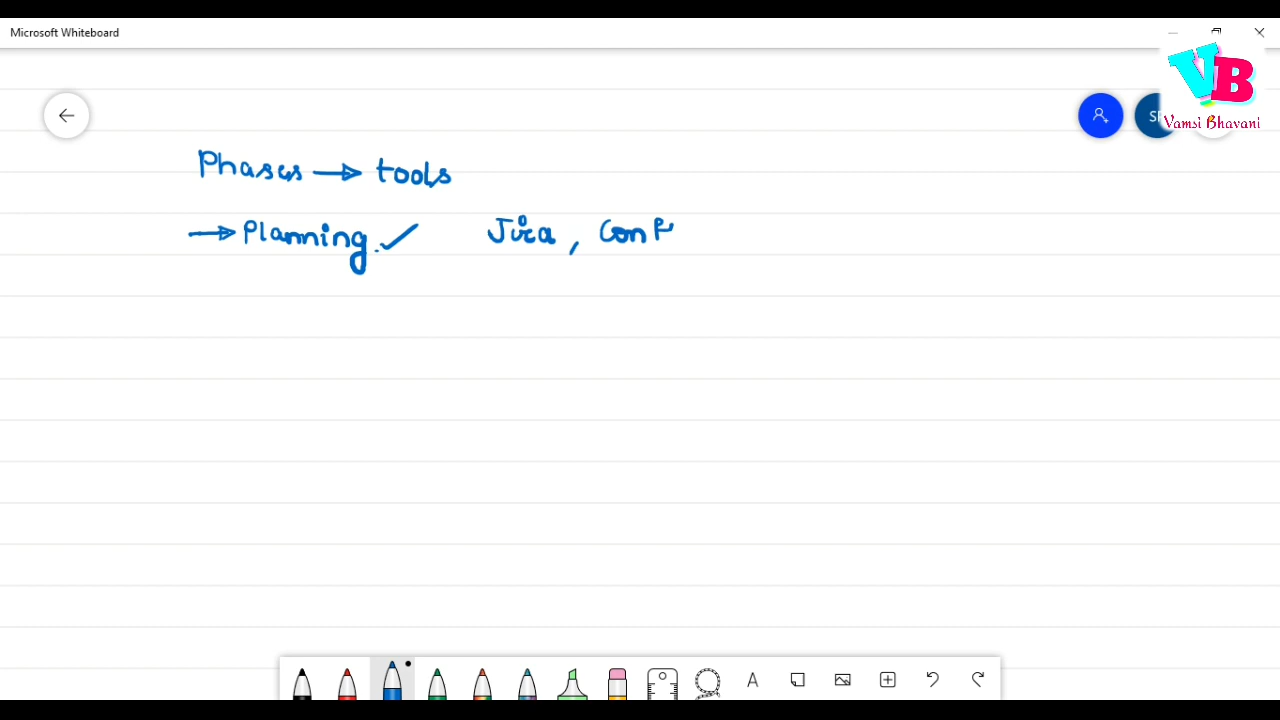 Microsoft Whiteboard
VB
Vamsi Bhavani
Phases → tools
→ Planning ✓ Jira, Conf
A